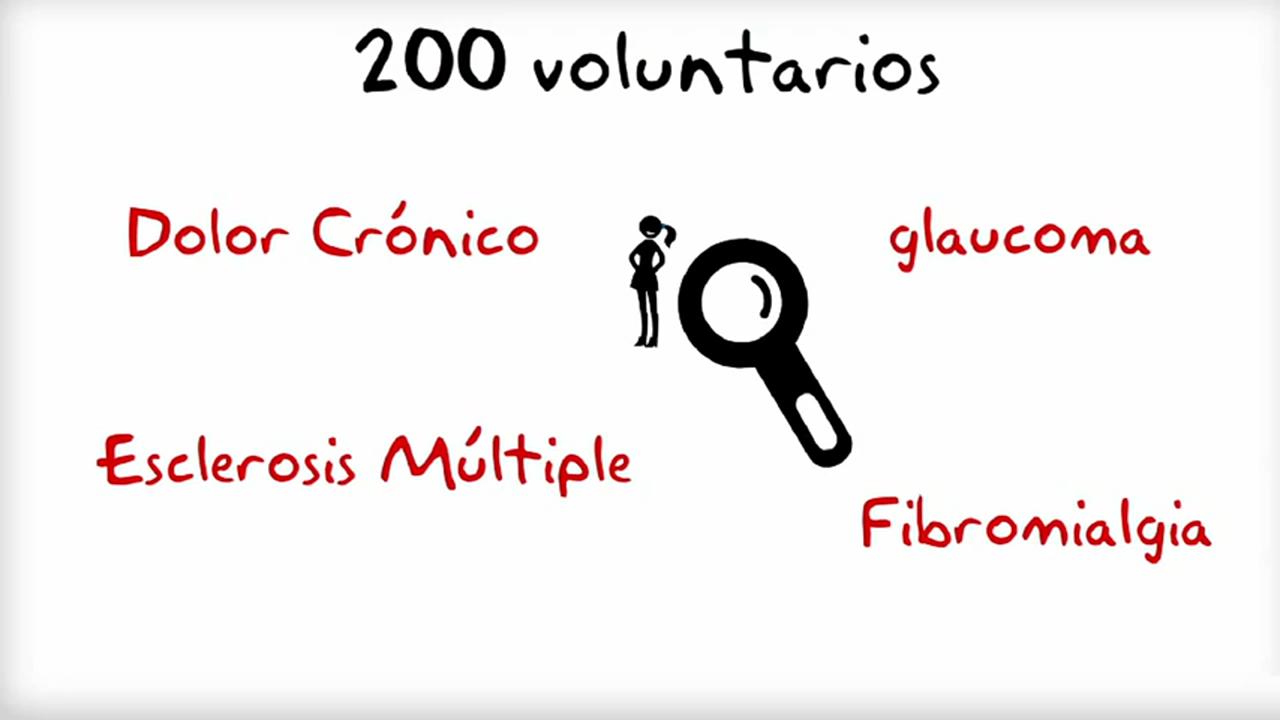 200 voluntarios
Dolor Crónico
glaucoma
Esclerosis Múltiple
Fibromialgia